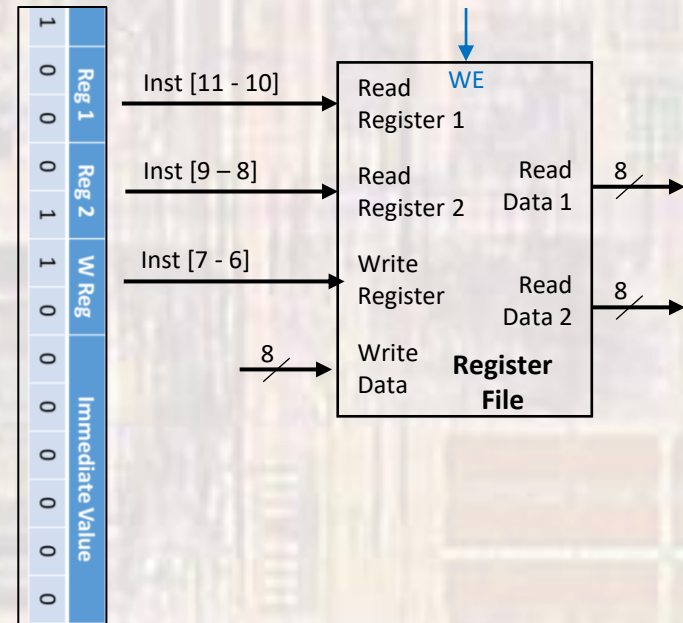 1
0
0
0
1
1
0
0
0
0
0
0
0
Reg 1
Reg 2
W Reg
Immediate Value
Inst [11 - 10]
Inst [9 – 8]
Inst [7 - 6]
8
WE
Read
Register 1
Read
Register 2
Write
Register
Write
Data
Read
Data 1
Read
Data 2
Register
File
8
8